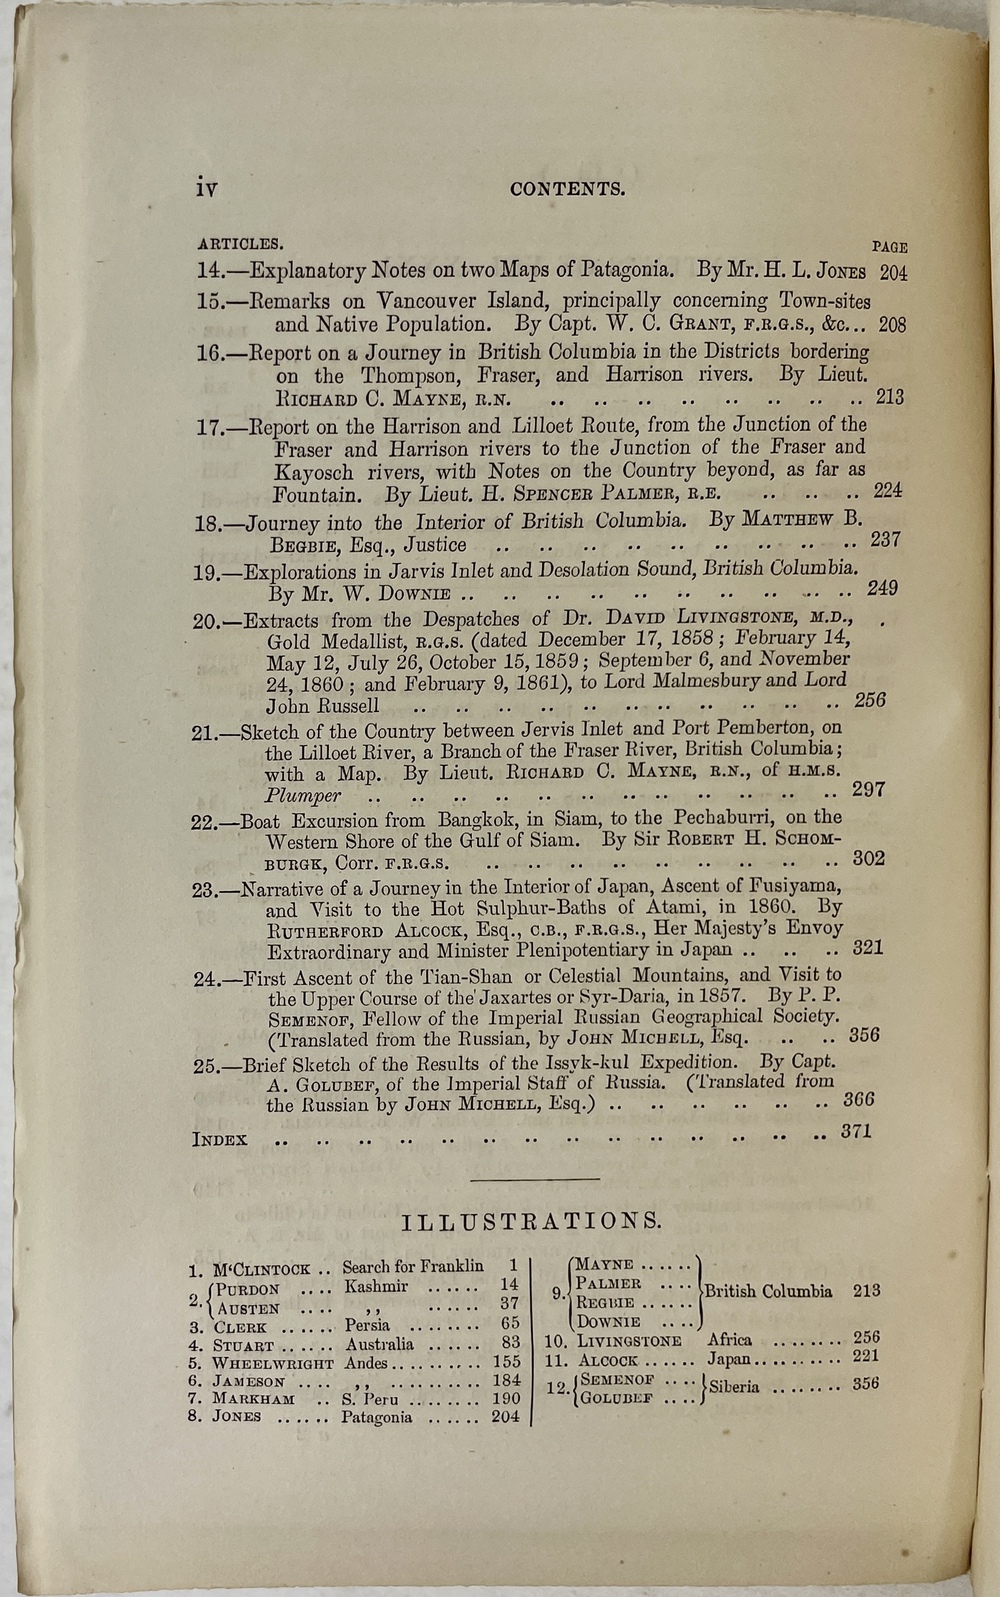 iv CONTENTS.
ARTICLES. PAGE
14.—Explanatory Notes on two Maps of Patagonia. By Mr. H. L. JONES 204
15.—Remarks on Vancouver Island, principally concerning Town-sites
and Native Population. By Capt. W. C. GRANT, F.R.G.S., &c... 208
16.—Report on a Journey in British Columbia in the Districts bordering
on the Thompson, Fraser, and Harrison rivers. By Lieut.
RICHARD C. MAYNE, R.N. .. .. .. .. .. .. .. .. 213
17.—Report on the Harrison and Lilloet Route, from the Junction of the
Fraser and Harrison rivers to the Junction of the Fraser and
Kayosch rivers, with Notes on the Country beyond, as far as
Fountain. By Lieut. H. SPENCER PALMER, R.E. .. .. .. 224
18.—Journey into the Interior of British Columbia. By MATTHEW B.
BEGBIE, Esq., Justice .. .. .. .. .. .. .. .. .. 237
19.—Explorations in Jarvis Inlet and Desolation Sound, British Columbia.
By Mr. W. DOWNIE .. .. .. .. .. .. .. .. .. .. 249
20.—Extracts from the Despatches of Dr. DAVID LIVINGSTONE, M.D.,
Gold Medallist, R.G.S. (dated December 17, 1858; February 14,
May 12, July 26, October 15, 1859; September 6, and November
24, 1860; and February 9, 1861), to Lord Malmesbury and Lord
John Russell .. .. .. .. .. .. .. .. .. .. .. 256
21.—Sketch of the Country between Jervis Inlet and Port Pemberton, on
the Lilloet River, a Branch of the Fraser River, British Columbia;
with a Map. By Lieut. RICHARD C. MAYNE, R.N., of H.M.S.
Plumper .. .. .. .. .. .. .. .. .. .. .. .. 297
22.—Boat Excursion from Bangkok, in Siam, to the Pechaburri, on the
Western Shore of the Gulf of Siam. By Sir ROBERT H. SCHOM-
BURGK, Corr. F.R.G.S. .. .. .. .. .. .. .. .. .. 302
23.—Narrative of a Journey in the Interior of Japan, Ascent of Fusiyama,
and Visit to the Hot Sulphur-Baths of Atami, in 1860. By
RUTHERFORD ALCOCK, Esq., C.B., F.R.G.S., Her Majesty's Envoy
Extraordinary and Minister Plenipotentiary in Japan .. .. .. 321
24.—First Ascent of the Tian-Shan or Celestial Mountains, and Visit to
the Upper Course of the Jaxartes or Syr-Daria, in 1857. By P. P.
SEMENOF, Fellow of the Imperial Russian Geographical Society.
(Translated from the Russian, by JOHN MICHELL, Esq. .. .. 356
25.—Brief Sketch of the Results of the Issyk-kul Expedition. By Capt.
A. GOLUBEF, of the Imperial Staff of Russia. (Translated from
the Russian by JOHN MICHELL, Esq.) .. .. .. .. .. .. 366
INDEX .. .. .. .. .. .. .. .. .. .. .. .. .. .. 371
ILLUSTRATIONS.
1. M‘CLINTOCK .. Search for Franklin 1
2. { PURDON .... Kashmir ...... 14
AUSTEN .... ,, ...... 37
3. CLERK ...... Persia ........ 65
4. STUART ...... Australia ...... 83
5. WHEELWRIGHT Andes.......... 155
6. JAMESON .... ,, .......... 184
7. MARKHAM .. S. Peru ........ 190
8. JONES ...... Patagonia ...... 204
9. { MAYNE ......
PALMER ....
REGBIE ......
DOWNIE .... } British Columbia 213
10. LIVINGSTONE Africa ........ 256
11. ALCOCK ...... Japan.......... 221
12. { SEMENOF ....
GOLUBEF .... } Siberia ........ 356